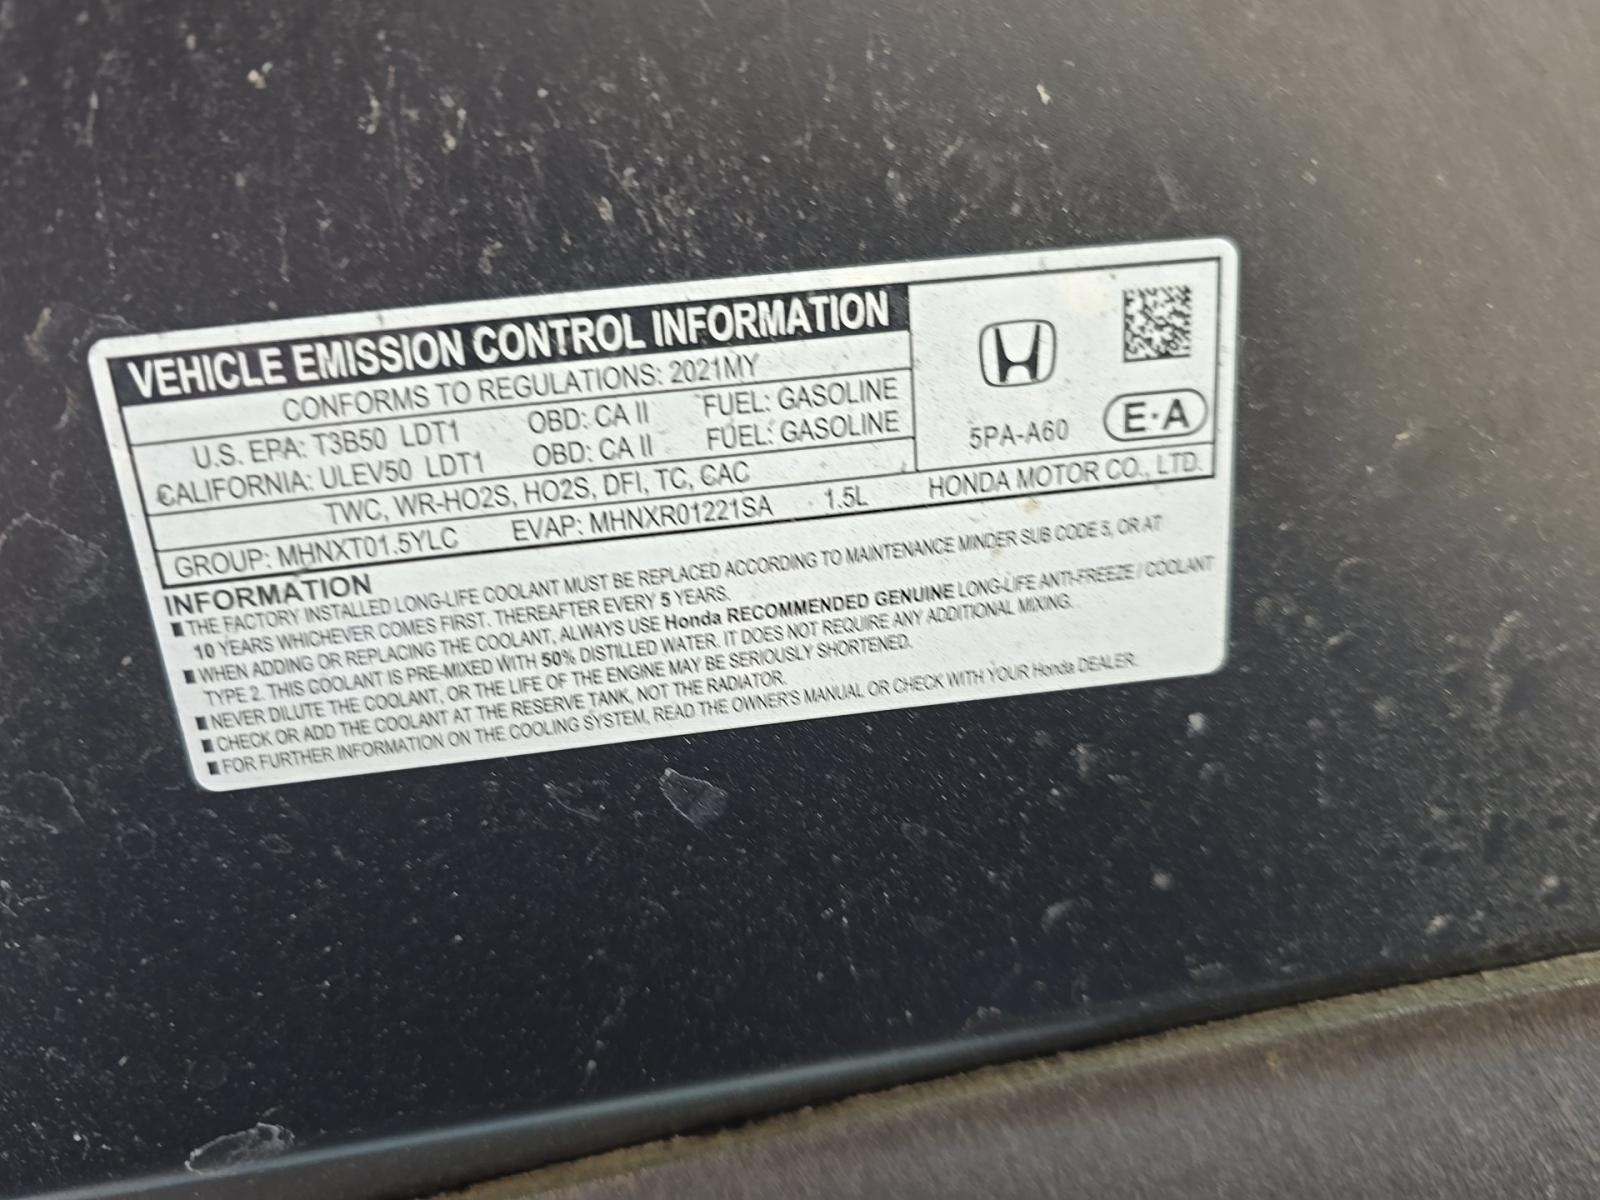 VEHICLE EMISSION CONTROL INFORMATION
CONFORMS TO REGULATIONS: 2021MY
U.S. EPA: T3B50 LDT1 OBD: CA II FUEL: GASOLINE
CALIFORNIA: ULEV50 LDT1 OBD: CA II FUEL: GASOLINE
TWC, WR-HO2S, HO2S, DFI, TC, CAC
5PA-A60 E·A
GROUP: MHNXT01.5YLC EVAP: MHNXR01221SA 1.5L HONDA MOTOR CO., LTD.
INFORMATION
■ THE FACTORY INSTALLED LONG-LIFE COOLANT MUST BE REPLACED ACCORDING TO MAINTENANCE MINDER SUB CODE 5, OR AT
10 YEARS WHICHEVER COMES FIRST. THEREAFTER EVERY 5 YEARS.
■ WHEN ADDING OR REPLACING THE COOLANT, ALWAYS USE Honda RECOMMENDED GENUINE LONG-LIFE ANTI-FREEZE / COOLANT
TYPE 2. THIS COOLANT IS PRE-MIXED WITH 50% DISTILLED WATER. IT DOES NOT REQUIRE ANY ADDITIONAL MIXING.
■ NEVER DILUTE THE COOLANT, OR THE LIFE OF THE ENGINE MAY BE SERIOUSLY SHORTENED.
■ CHECK OR ADD THE COOLANT AT THE RESERVE TANK, NOT THE RADIATOR.
■ FOR FURTHER INFORMATION ON THE COOLING SYSTEM, READ THE OWNER'S MANUAL OR CHECK WITH YOUR Honda DEALER.